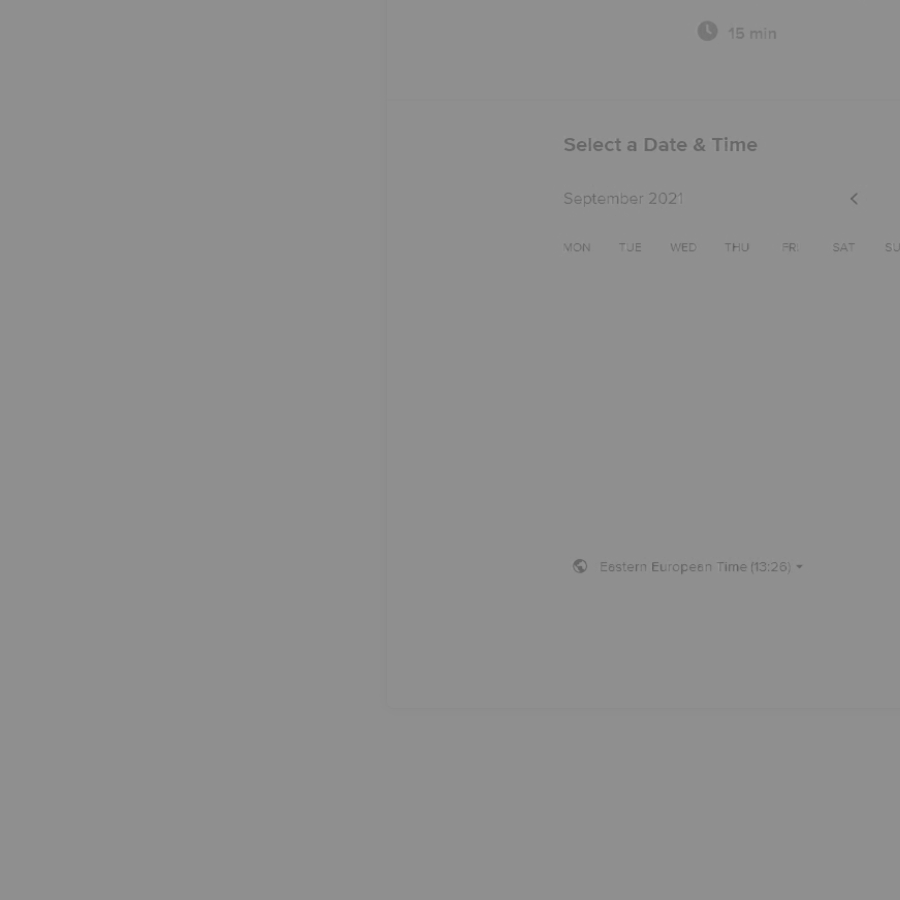 15 min
Select a Date & Time
September 2021
MON TUE WED THU FRI SAT SU
Eastern European Time (13:26)